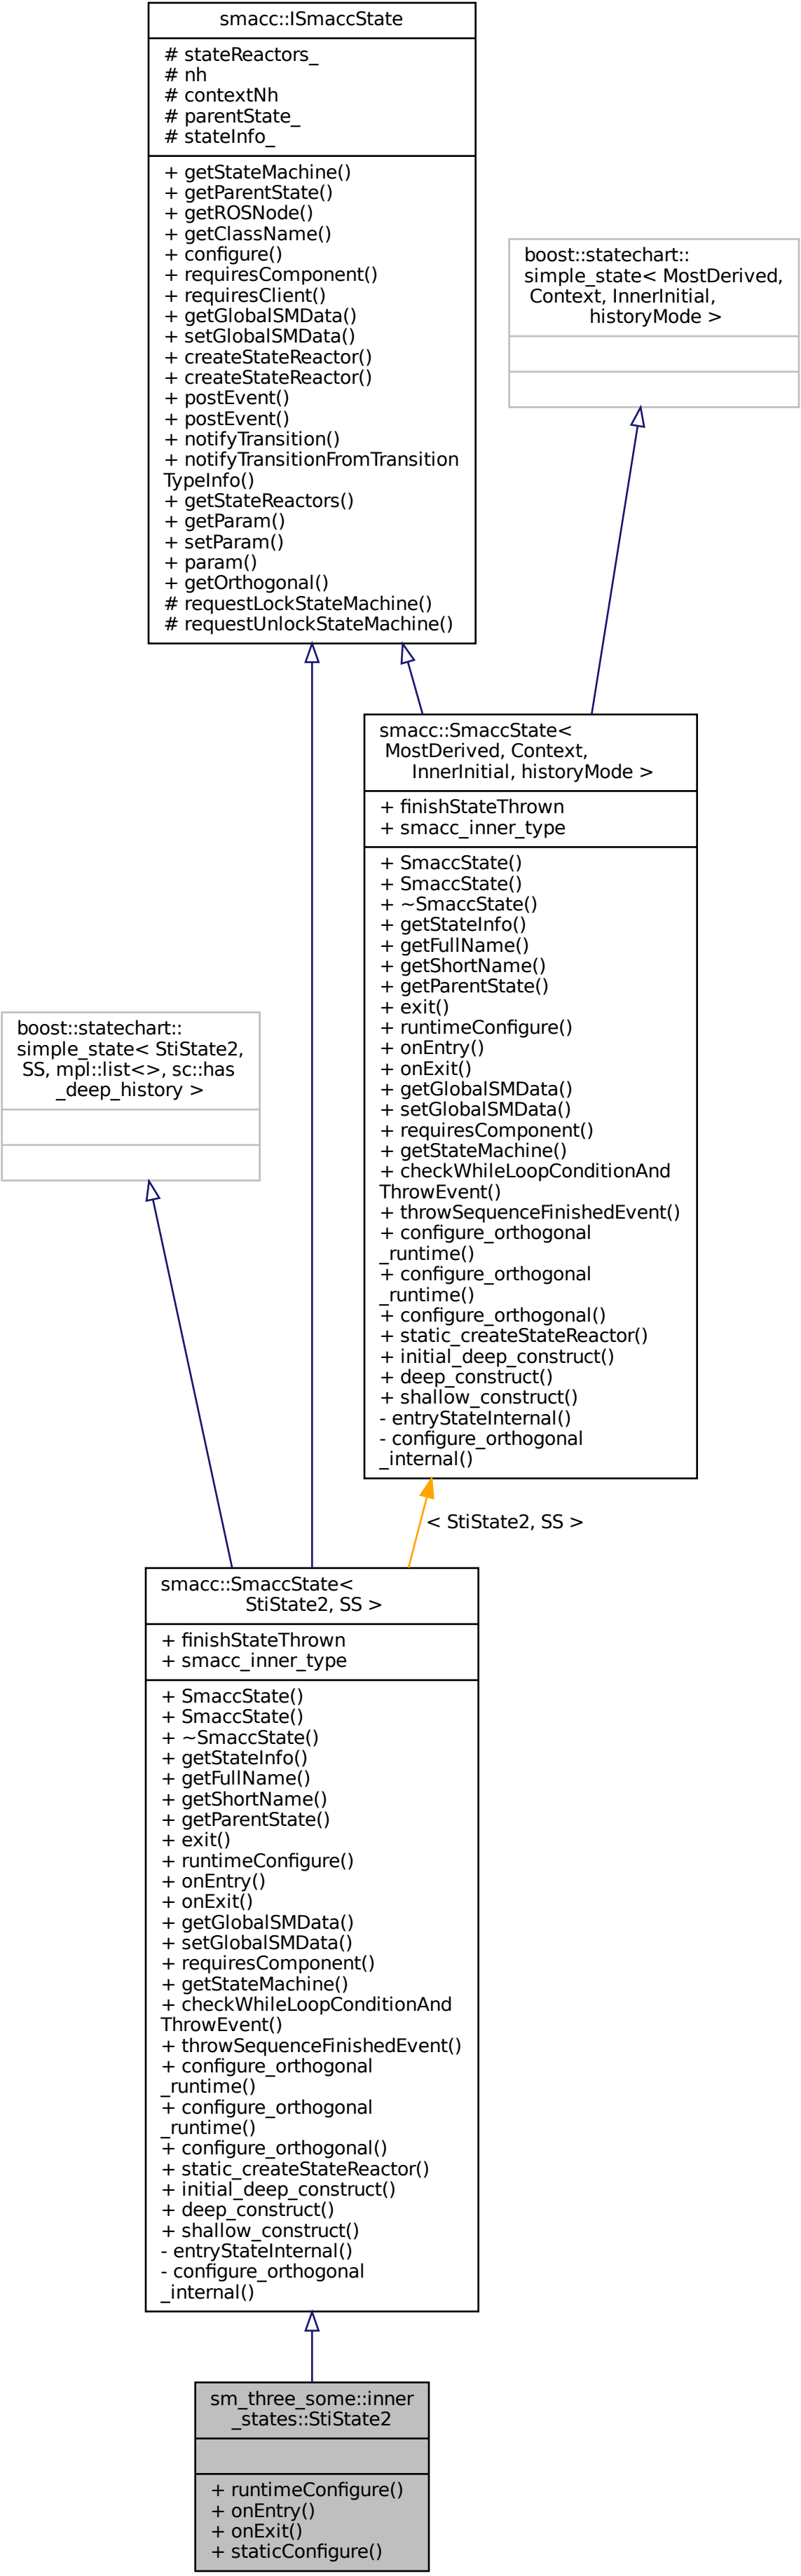 smacc::ISmaccState
# stateReactors_
# nh
# contextNh
# parentState_
# stateInfo_
+ getStateMachine()
+ getParentState()
+ getROSNode()
+ getClassName()
+ configure()
+ requiresComponent()
+ requiresClient()
+ getGlobalSMData()
+ setGlobalSMData()
+ createStateReactor()
+ createStateReactor()
+ postEvent()
+ postEvent()
+ notifyTransition()
+ notifyTransitionFromTransition
TypeInfo()
+ getStateReactors()
+ getParam()
+ setParam()
+ param()
+ getOrthogonal()
# requestLockStateMachine()
# requestUnlockStateMachine()
boost::statechart::
simple_state< MostDerived,
Context, InnerInitial,
historyMode >
smacc::SmaccState<
MostDerived, Context,
InnerInitial, historyMode >
+ finishStateThrown
+ smacc_inner_type
+ SmaccState()
+ SmaccState()
+ ~SmaccState()
+ getStateInfo()
+ getFullName()
+ getShortName()
+ getParentState()
+ exit()
+ runtimeConfigure()
+ onEntry()
+ onExit()
+ getGlobalSMData()
+ setGlobalSMData()
+ requiresComponent()
+ getStateMachine()
+ checkWhileLoopConditionAnd
ThrowEvent()
+ throwSequenceFinishedEvent()
+ configure_orthogonal
_runtime()
+ configure_orthogonal
_runtime()
+ configure_orthogonal()
+ static_createStateReactor()
+ initial_deep_construct()
+ deep_construct()
+ shallow_construct()
- entryStateInternal()
- configure_orthogonal
_internal()
boost::statechart::
simple_state< StiState2,
SS, mpl::list<>, sc::has
_deep_history >
< StiState2, SS >
smacc::SmaccState<
StiState2, SS >
+ finishStateThrown
+ smacc_inner_type
+ SmaccState()
+ SmaccState()
+ ~SmaccState()
+ getStateInfo()
+ getFullName()
+ getShortName()
+ getParentState()
+ exit()
+ runtimeConfigure()
+ onEntry()
+ onExit()
+ getGlobalSMData()
+ setGlobalSMData()
+ requiresComponent()
+ getStateMachine()
+ checkWhileLoopConditionAnd
ThrowEvent()
+ throwSequenceFinishedEvent()
+ configure_orthogonal
_runtime()
+ configure_orthogonal
_runtime()
+ configure_orthogonal()
+ static_createStateReactor()
+ initial_deep_construct()
+ deep_construct()
+ shallow_construct()
- entryStateInternal()
- configure_orthogonal
_internal()
sm_three_some::inner
_states::StiState2
+ runtimeConfigure()
+ onEntry()
+ onExit()
+ staticConfigure()